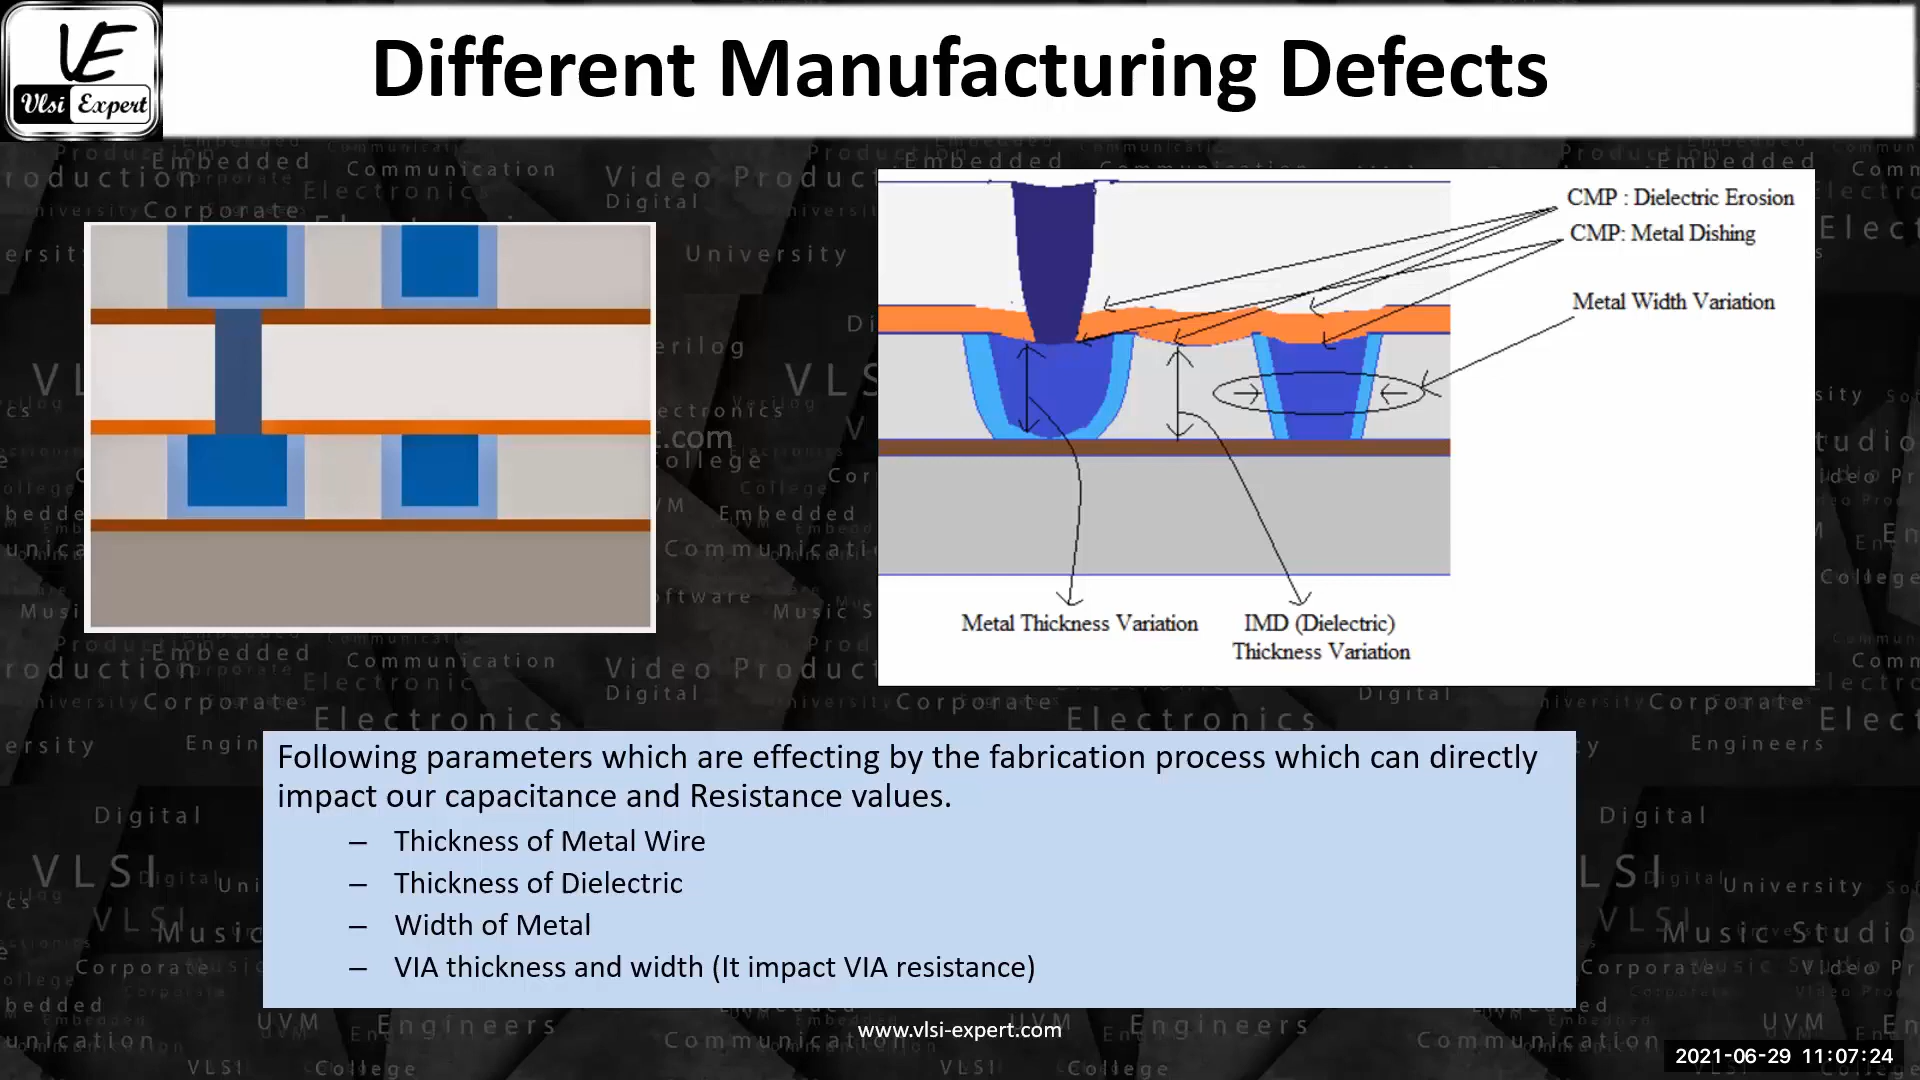 VE
Vlsi Expert
Different Manufacturing Defects
CMP : Dielectric Erosion
CMP: Metal Dishing
Metal Width Variation
Metal Thickness Variation
IMD (Dielectric)
Thickness Variation
Following parameters which are effecting by the fabrication process which can directly
impact our capacitance and Resistance values.
– Thickness of Metal Wire
– Thickness of Dielectric
– Width of Metal
– VIA thickness and width (It impact VIA resistance)
www.vlsi-expert.com
2021-06-29 11:07:24